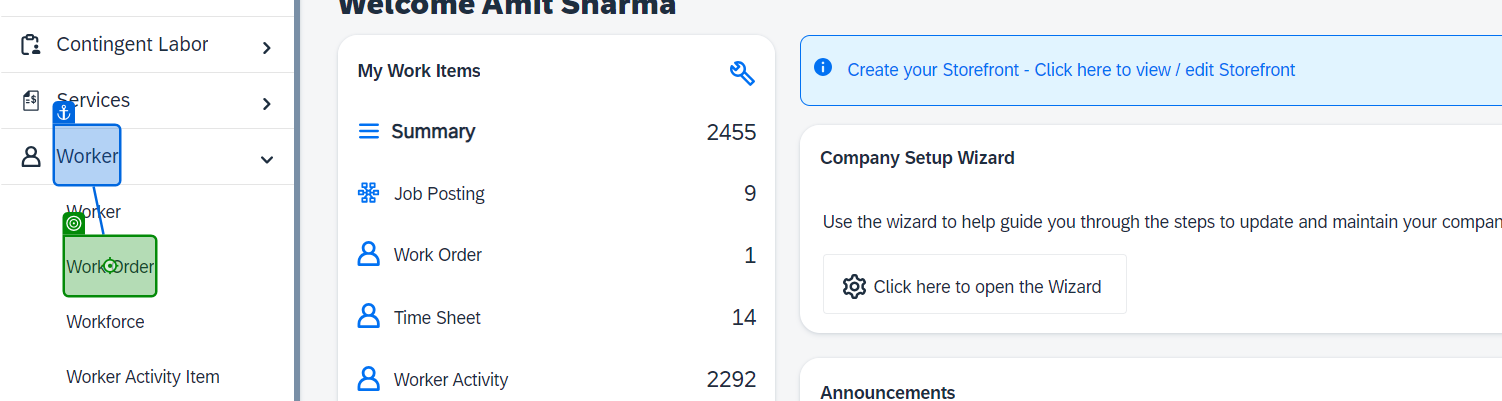 Welcome Amit Sharma
Contingent Labor
Services
Worker
Worker
Work Order
Workforce
Worker Activity Item
My Work Items
Summary 2455
Job Posting 9
Work Order 1
Time Sheet 14
Worker Activity 2292
Create your Storefront - Click here to view / edit Storefront
Company Setup Wizard
Use the wizard to help guide you through the steps to update and maintain your
Click here to open the Wizard
Announcements